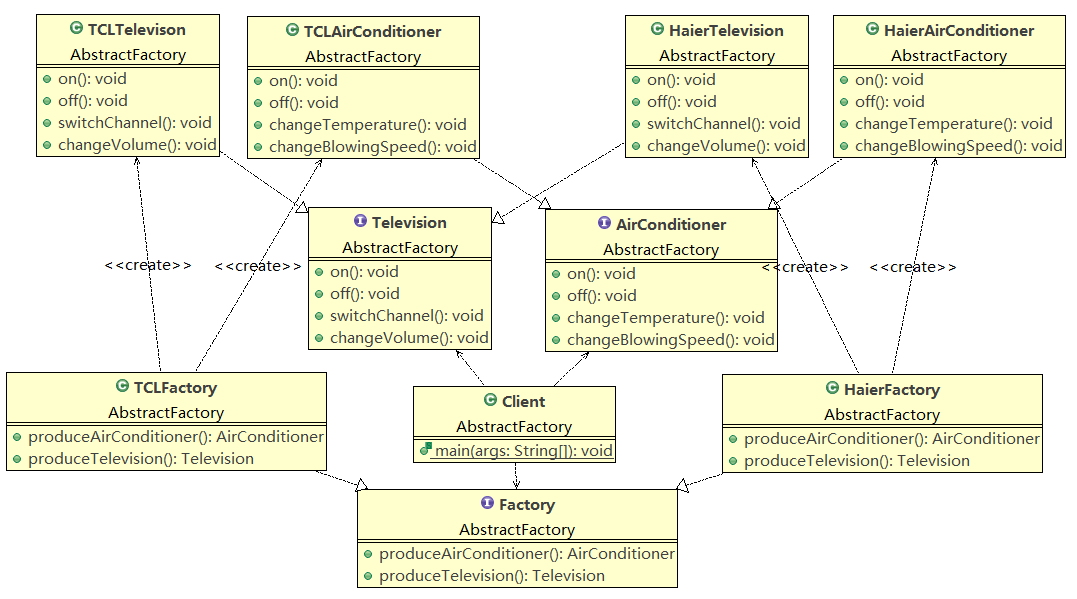 TCLTelevison
AbstractFactory
on(): void
off(): void
switchChannel(): void
changeVolume(): void
TCLAirConditioner
AbstractFactory
on(): void
off(): void
changeTemperature(): void
changeBlowingSpeed(): void
HaierTelevision
AbstractFactory
on(): void
off(): void
switchChannel(): void
changeVolume(): void
HaierAirConditioner
AbstractFactory
on(): void
off(): void
changeTemperature(): void
changeBlowingSpeed(): void
Television
AbstractFactory
on(): void
off(): void
switchChannel(): void
changeVolume(): void
AirConditioner
AbstractFactory
on(): void
off(): void
changeTemperature(): void
changeBlowingSpeed(): void
<<create>>
<<create>>
<<create>>
<<create>>
TCLFactory
AbstractFactory
produceAirConditioner(): AirConditioner
produceTelevision(): Television
Client
AbstractFactory
main(args: String[]): void
HaierFactory
AbstractFactory
produceAirConditioner(): AirConditioner
produceTelevision(): Television
Factory
AbstractFactory
produceAirConditioner(): AirConditioner
produceTelevision(): Television